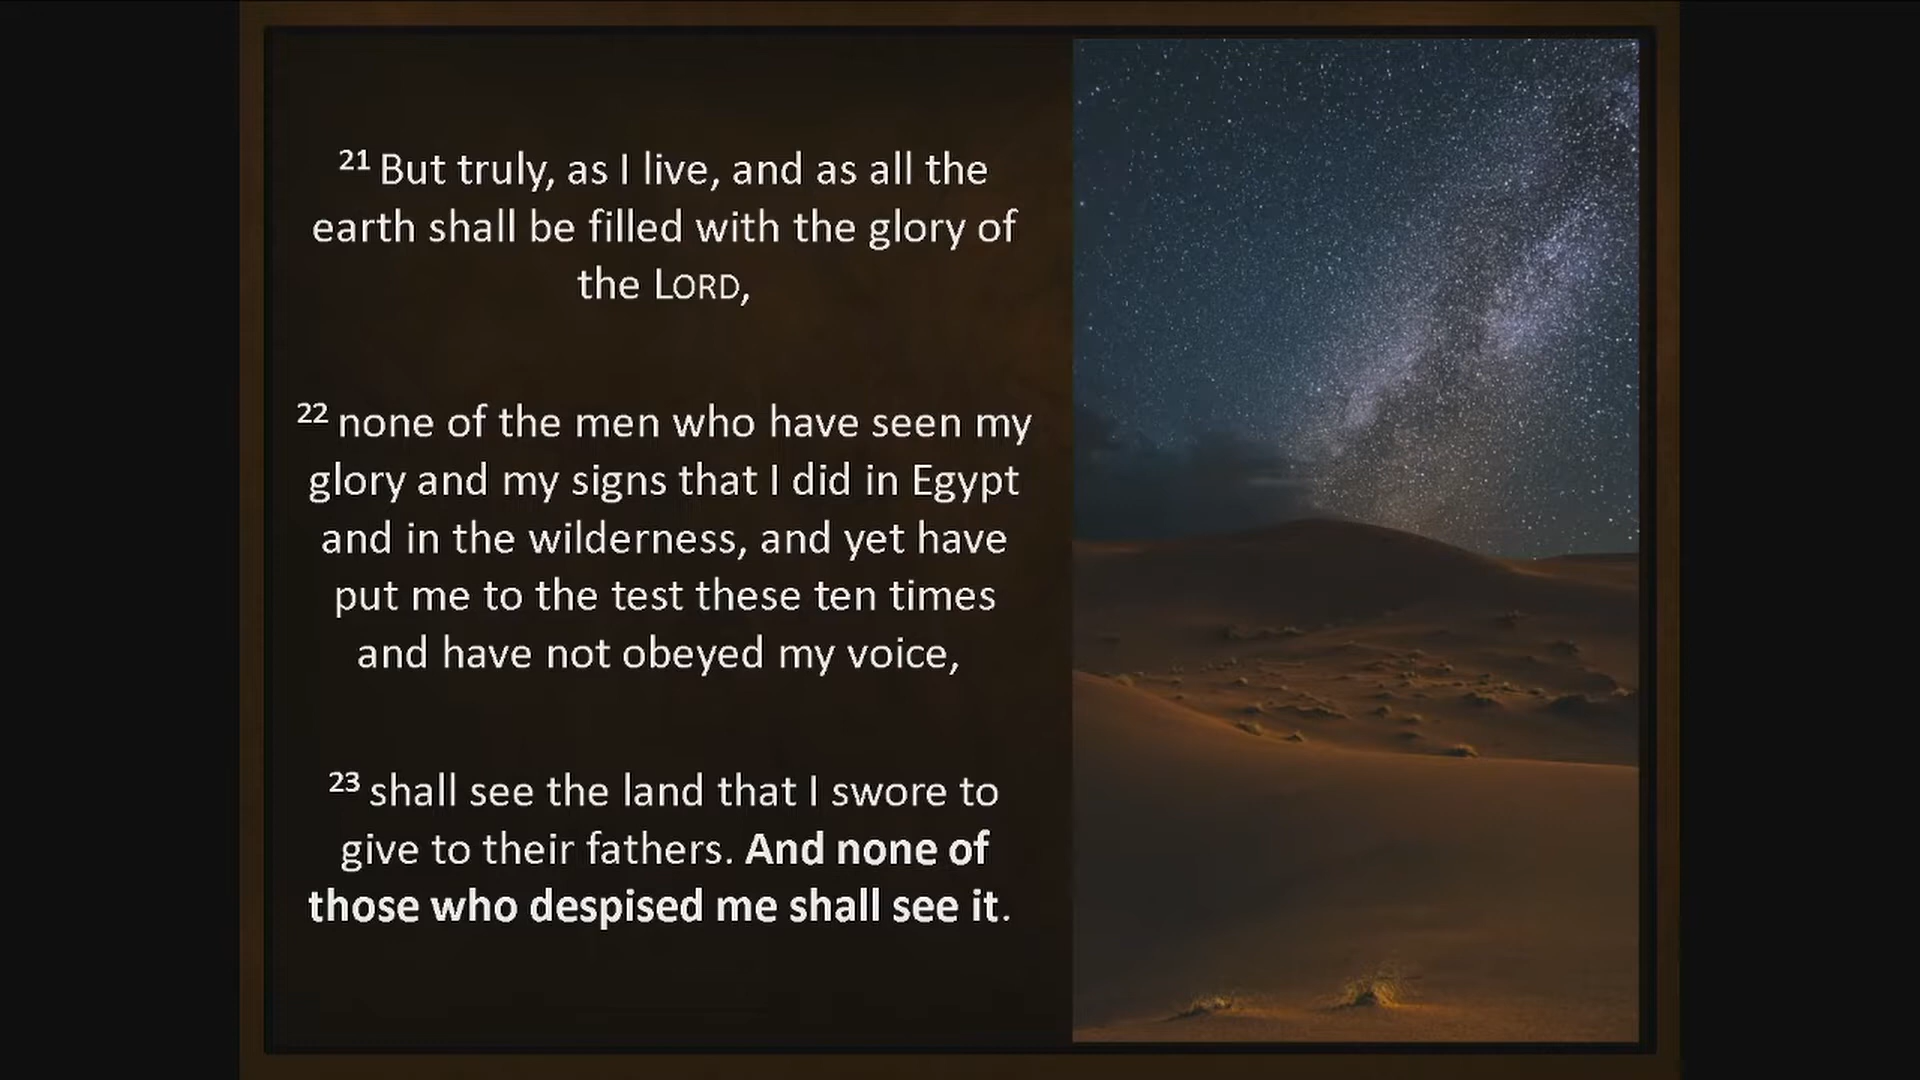 21 But truly, as I live, and as all the
earth shall be filled with the glory of
the LORD,
22 none of the men who have seen my
glory and my signs that I did in Egypt
and in the wilderness, and yet have
put me to the test these ten times
and have not obeyed my voice,
23 shall see the land that I swore to
give to their fathers. And none of
those who despised me shall see it.